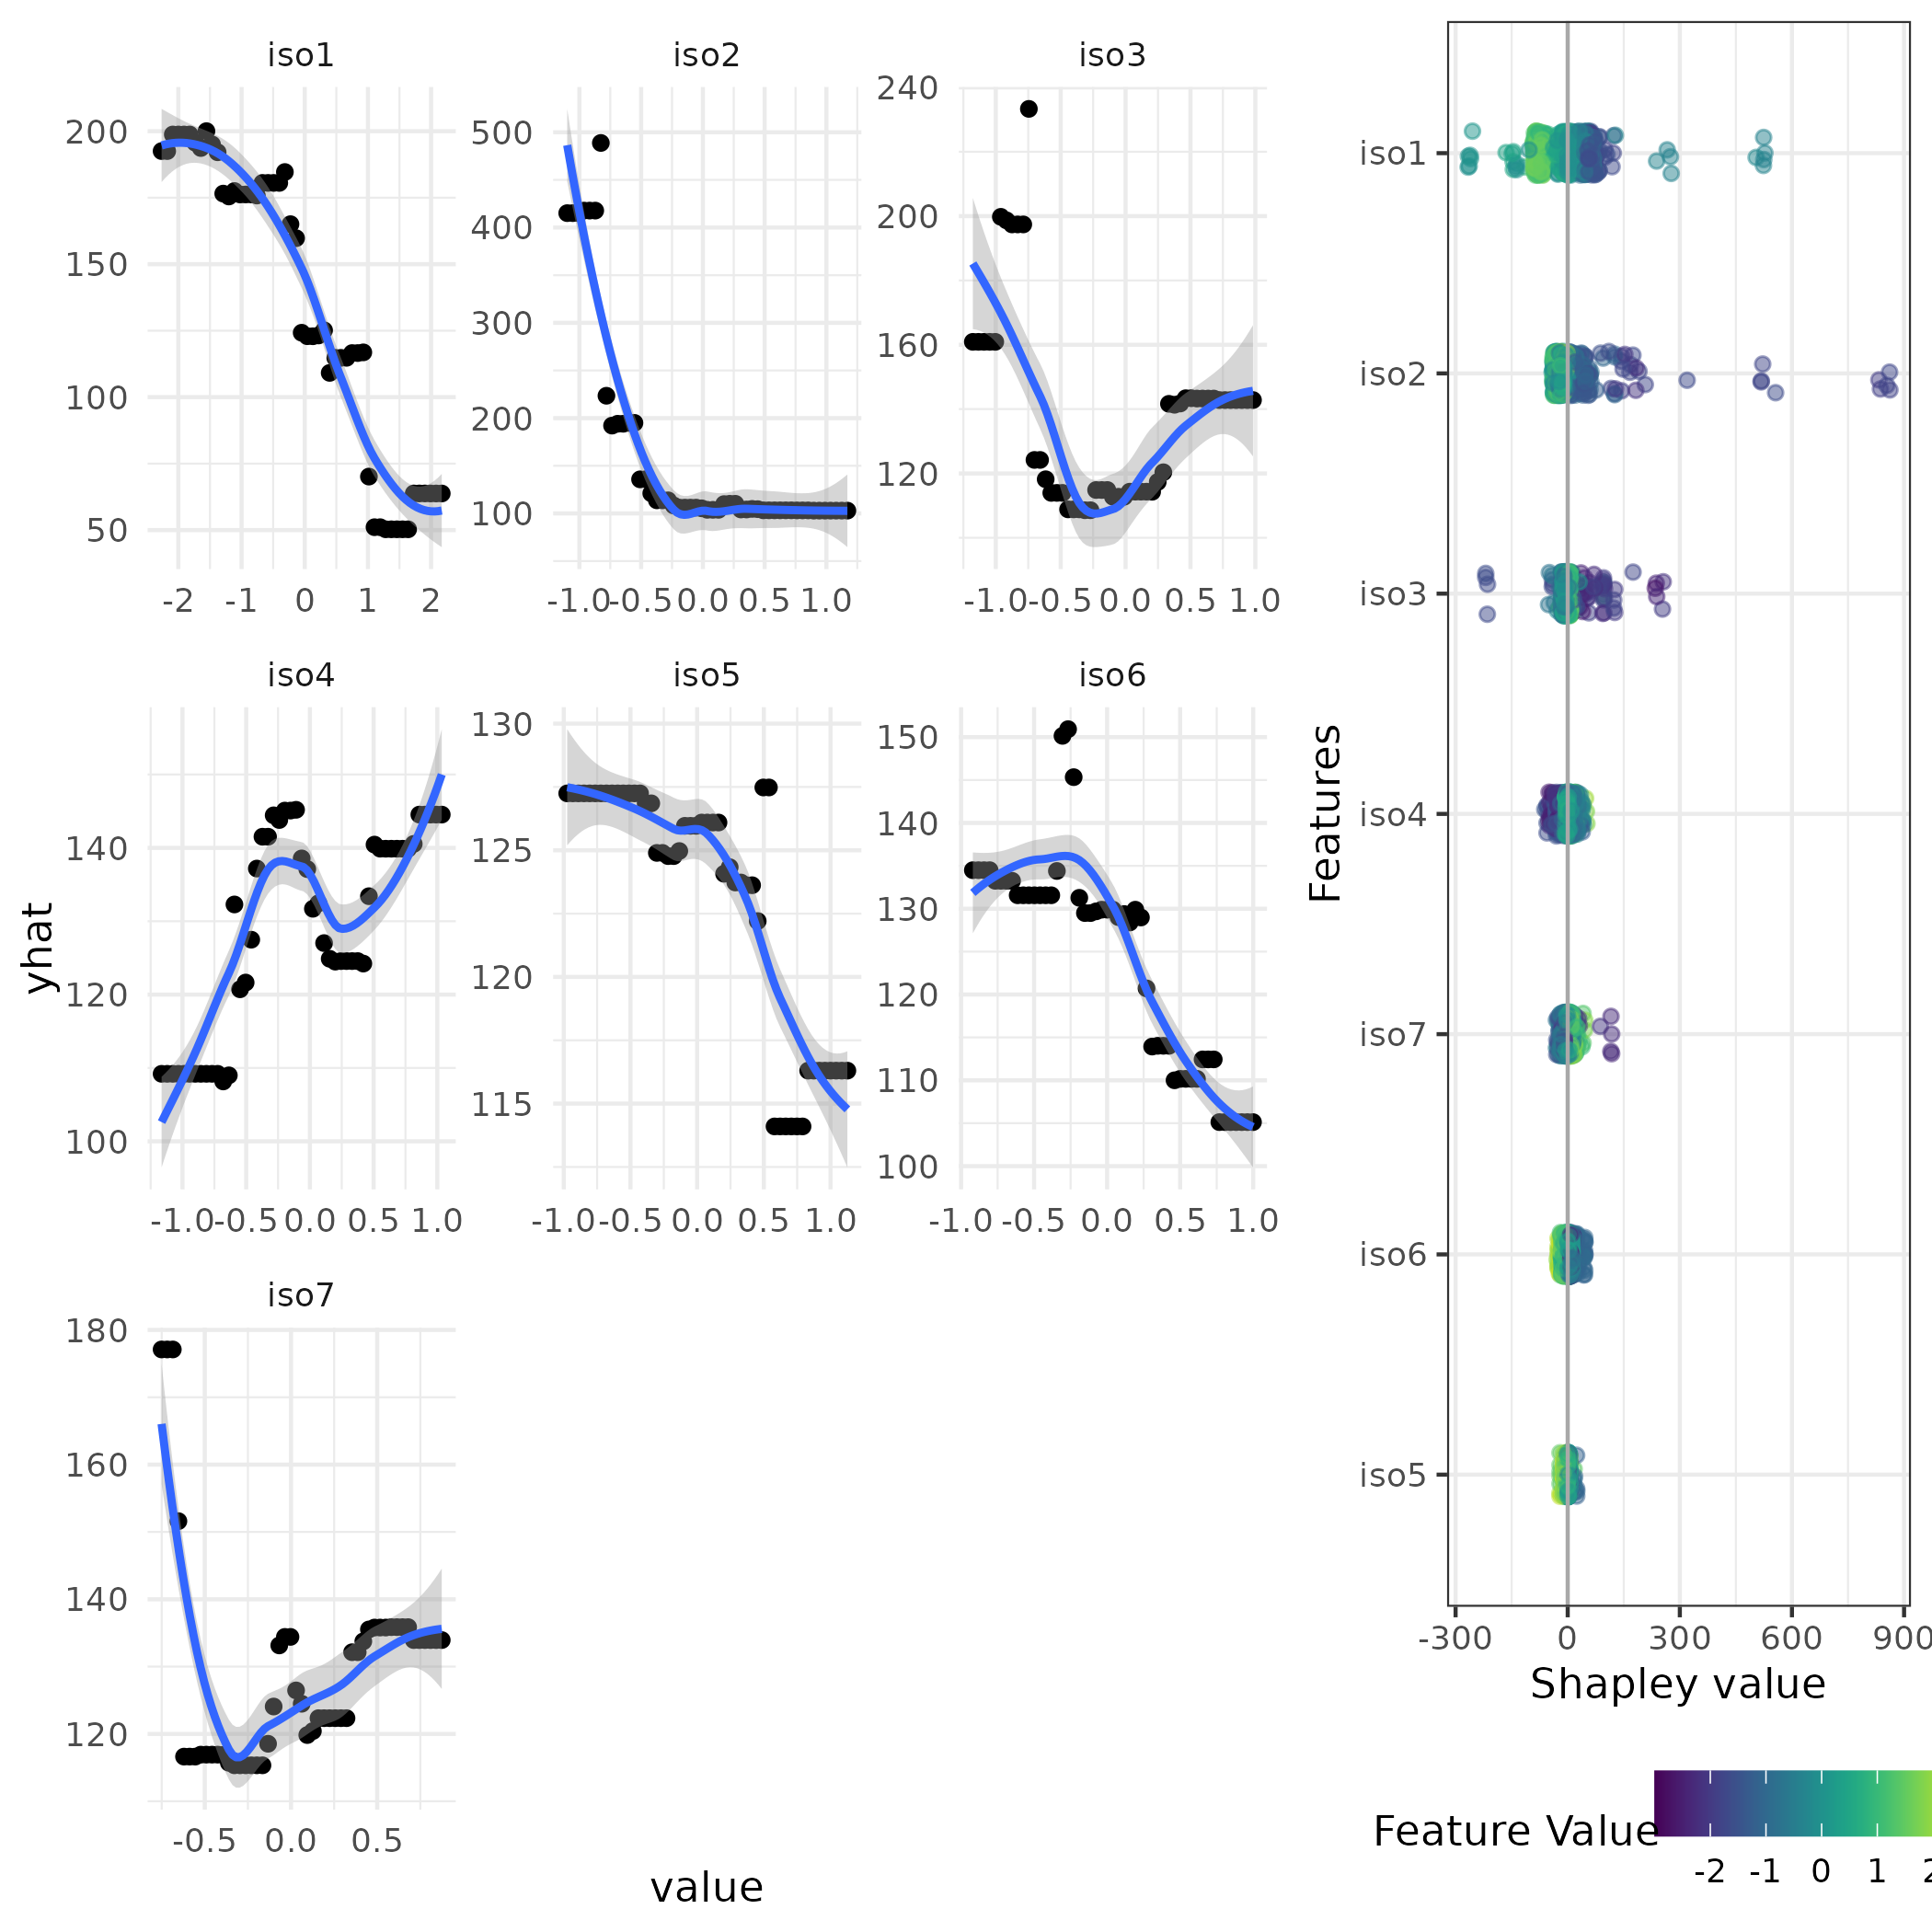 iso1 iso2 iso3
200
150
100
50
-2 -1 0 1 2
500
400
300
200
100
-1.0 -0.5 0.0 0.5 1.0
240
200
160
120
-1.0 -0.5 0.0 0.5 1.0
iso4 iso5 iso6
140
120
100
-1.0 -0.5 0.0 0.5 1.0
130
125
120
115
-1.0 -0.5 0.0 0.5 1.0
150
140
130
120
110
100
-1.0 -0.5 0.0 0.5 1.0
iso7
180
160
140
120
-0.5 0.0 0.5
yhat
value
Features
iso1
iso2
iso3
iso4
iso7
iso6
iso5
-300 0 300 600 900
Shapley value
Feature Value
-2 -1 0 1 2